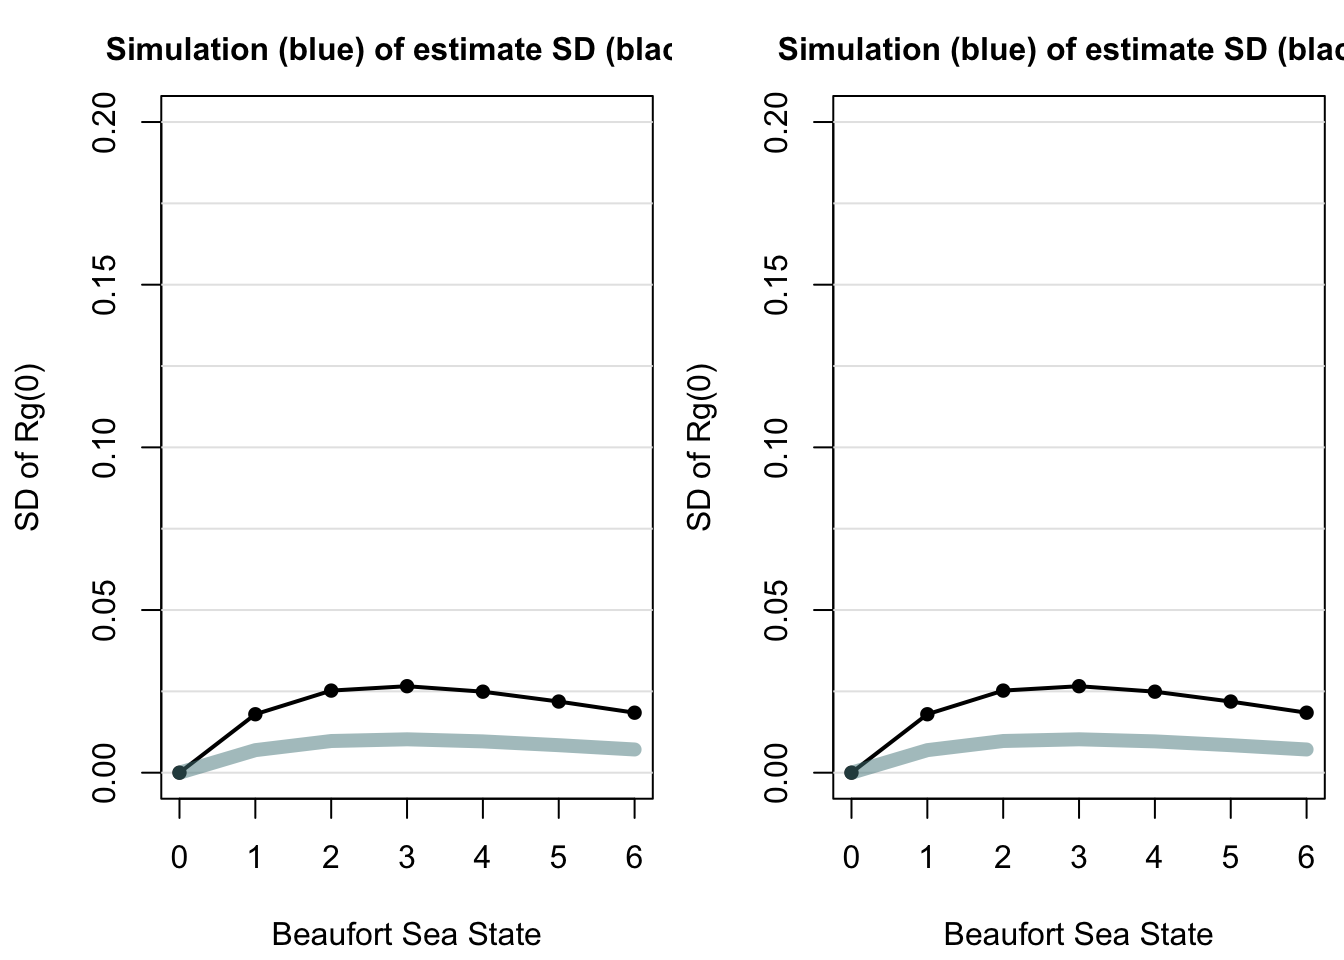 Simulation (blue) of estimate SD (blac
SD of Rg(0)
0.20
0.15
0.10
0.05
0.00
0 1 2 3 4 5 6
Beaufort Sea State
Simulation (blue) of estimate SD (blac
SD of Rg(0)
0.20
0.15
0.10
0.05
0.00
0 1 2 3 4 5 6
Beaufort Sea State